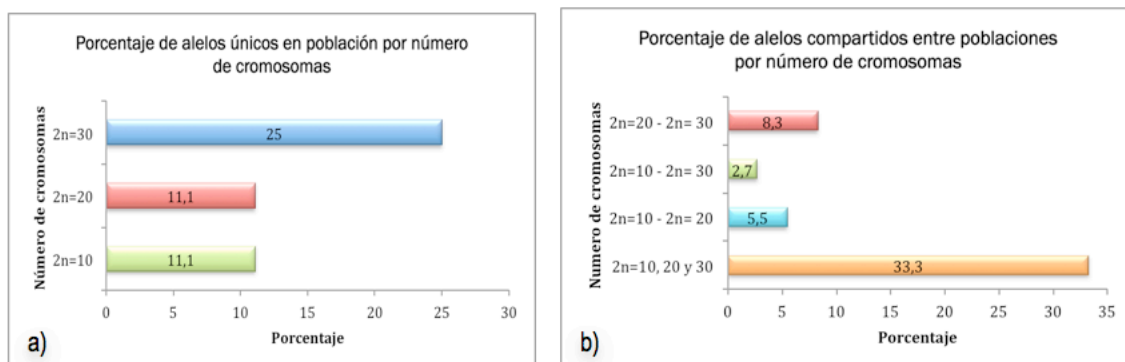 Porcentaje de alelos únicos en población por número
de cromosomas
Número de cromosomas
2n=30
25
2n=20
11,1
2n=10
11,1
0 5 10 15 20 25 30
Porcentaje
a)
Porcentaje de alelos compartidos entre poblaciones
por número de cromosomas
Numero de cromosomas
2n=20 - 2n= 30
8,3
2n=10 - 2n= 30
2,7
2n=10 - 2n= 20
5,5
2n=10, 20 y 30
33,3
0 5 10 15 20 25 30 35
Porcentaje
b)